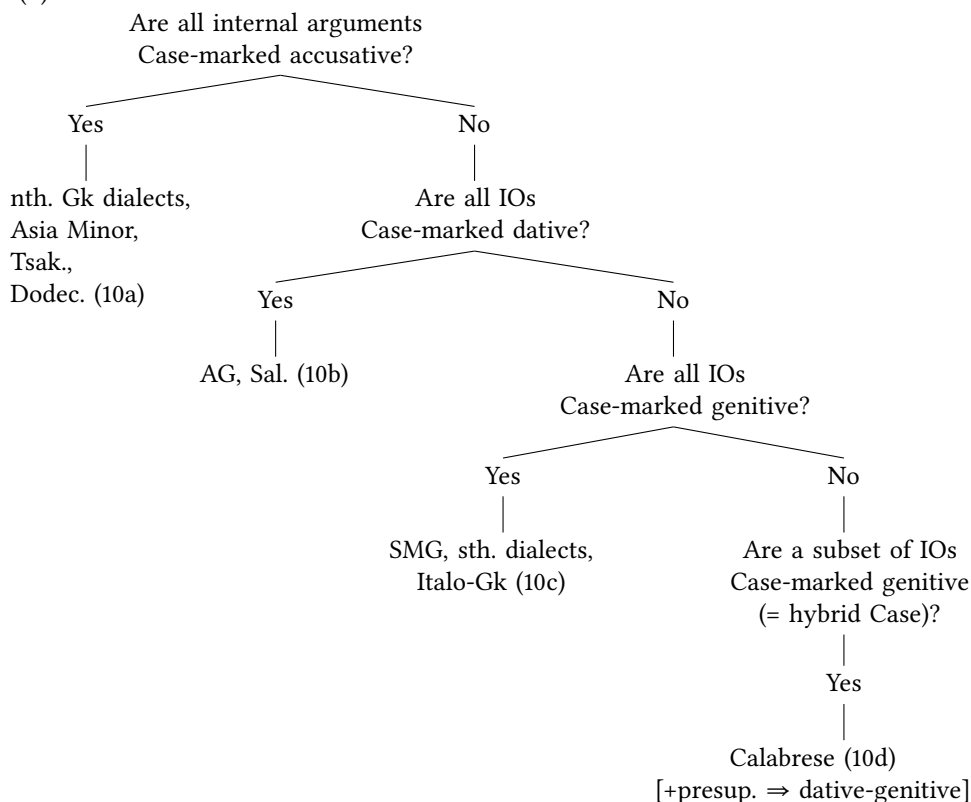 Are all internal arguments
Case-marked accusative?
Yes
No
nth. Gk dialects,
Asia Minor,
Tsak.,
Dodec. (10a)
Are all IOs
Case-marked dative?
Yes
No
AG, Sal. (10b)
Are all IOs
Case-marked genitive?
Yes
No
SMG, sth. dialects,
Italo-Gk (10c)
Are a subset of IOs
Case-marked genitive
(= hybrid Case)?
Yes
Calabrese (10d)
[+presup. ⇒ dative-genitive]